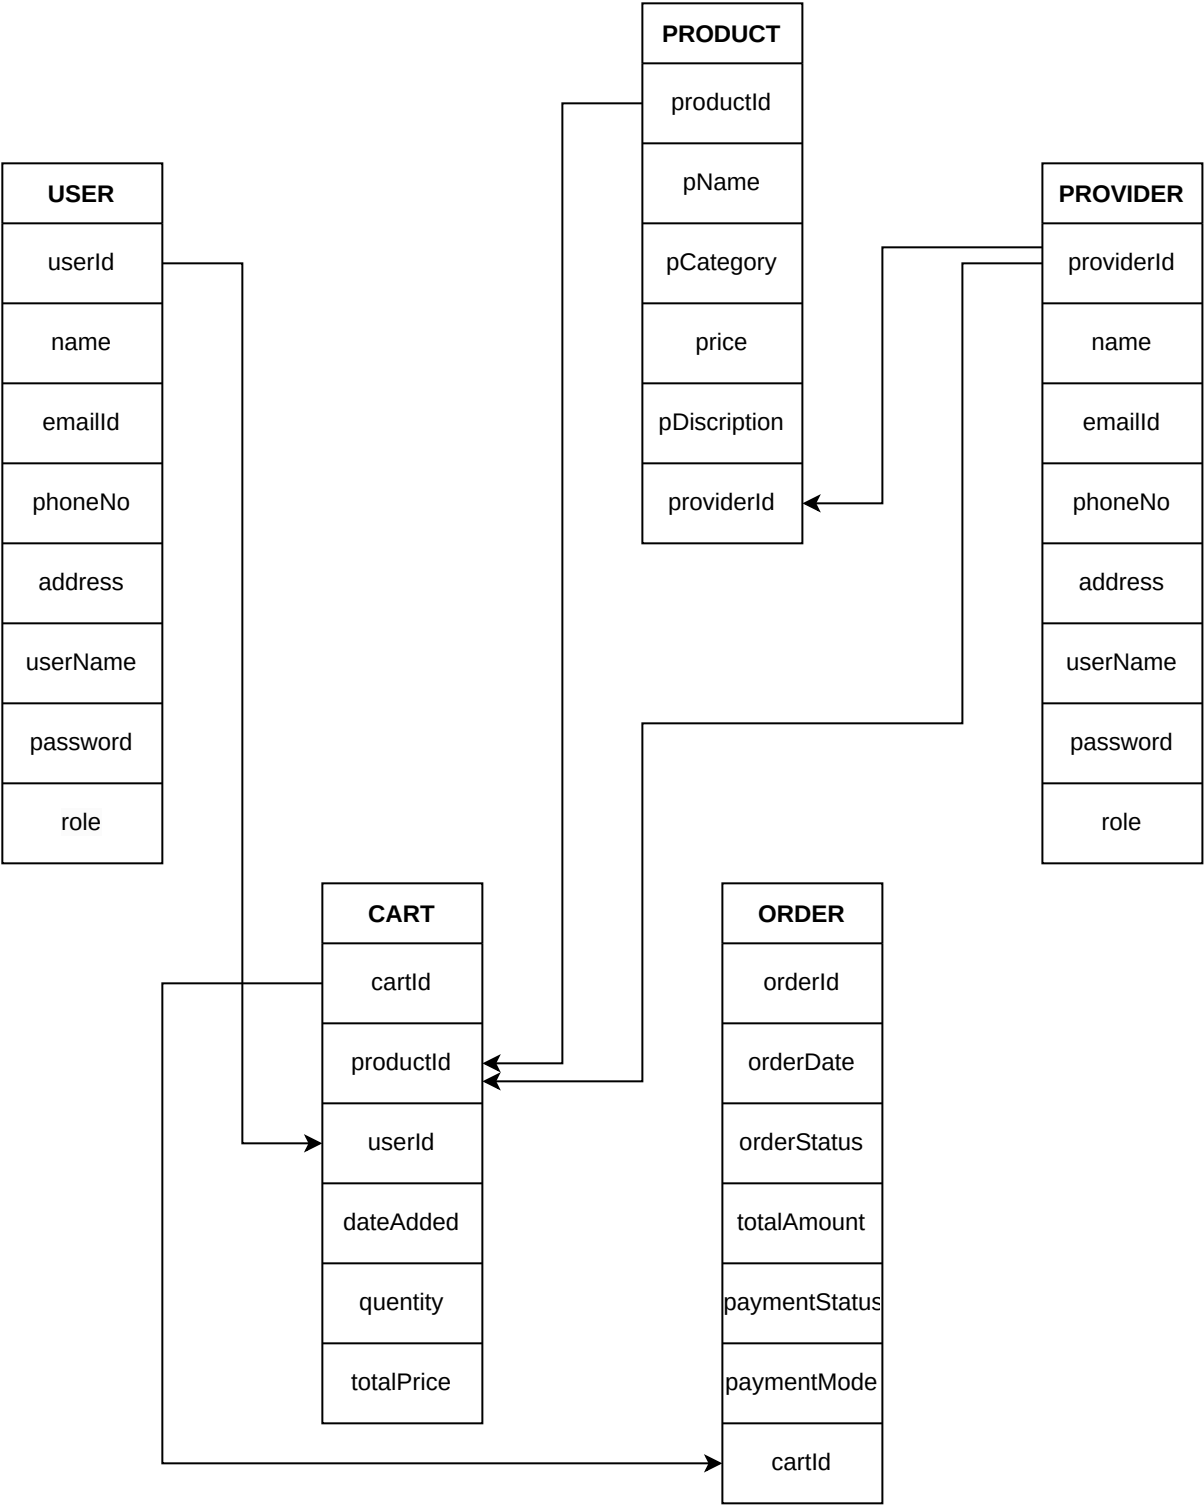 PRODUCT
productId
pName
pCategory
price
pDiscription
providerId
USER
userId
name
emailId
phoneNo
address
userName
password
role
PROVIDER
providerId
name
emailId
phoneNo
address
userName
password
role
CART
cartId
productId
userId
dateAdded
quentity
totalPrice
ORDER
orderId
orderDate
orderStatus
totalAmount
paymentStatus
paymentMode
cartId